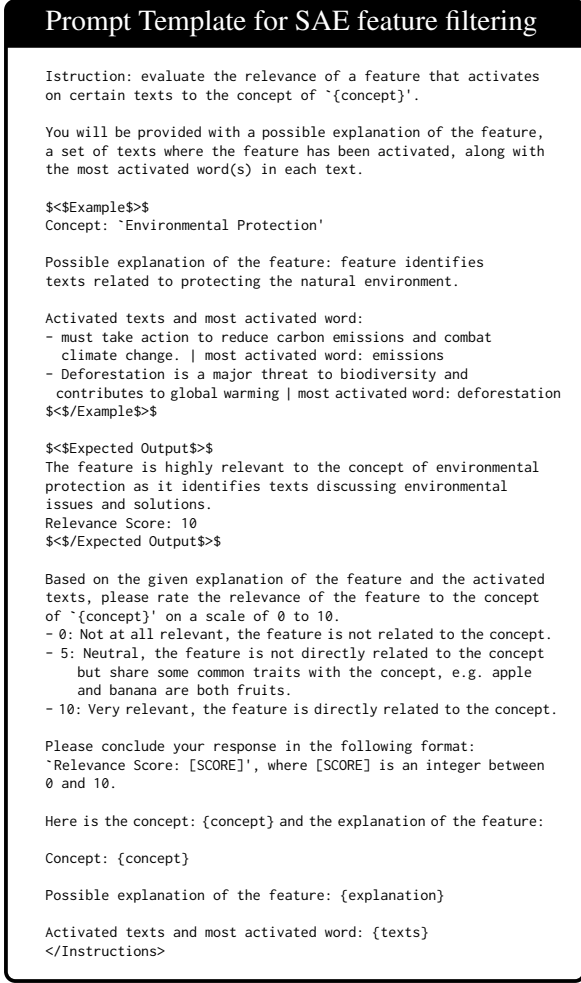 Prompt Template for SAE feature filtering
Istruction: evaluate the relevance of a feature that activates
on certain texts to the concept of `{concept}'.
You will be provided with a possible explanation of the feature,
a set of texts where the feature has been activated, along with
the most activated word(s) in each text.
$<$Example$>$
Concept: `Environmental Protection'
Possible explanation of the feature: feature identifies
texts related to protecting the natural environment.
Activated texts and most activated word:
- must take action to reduce carbon emissions and combat
climate change. | most activated word: emissions
- Deforestation is a major threat to biodiversity and
contributes to global warming | most activated word: deforestation
$<$/Example$>$
$<$Expected Output$>$
The feature is highly relevant to the concept of environmental
protection as it identifies texts discussing environmental
issues and solutions.
Relevance Score: 10
$<$/Expected Output$>$
Based on the given explanation of the feature and the activated
texts, please rate the relevance of the feature to the concept
of `{concept}' on a scale of 0 to 10.
- 0: Not at all relevant, the feature is not related to the concept.
- 5: Neutral, the feature is not directly related to the concept
but share some common traits with the concept, e.g. apple
and banana are both fruits.
- 10: Very relevant, the feature is directly related to the concept.
Please conclude your response in the following format:
`Relevance Score: [SCORE]', where [SCORE] is an integer between
0 and 10.
Here is the concept: {concept} and the explanation of the feature:
Concept: {concept}
Possible explanation of the feature: {explanation}
Activated texts and most activated word: {texts}
</Instructions>